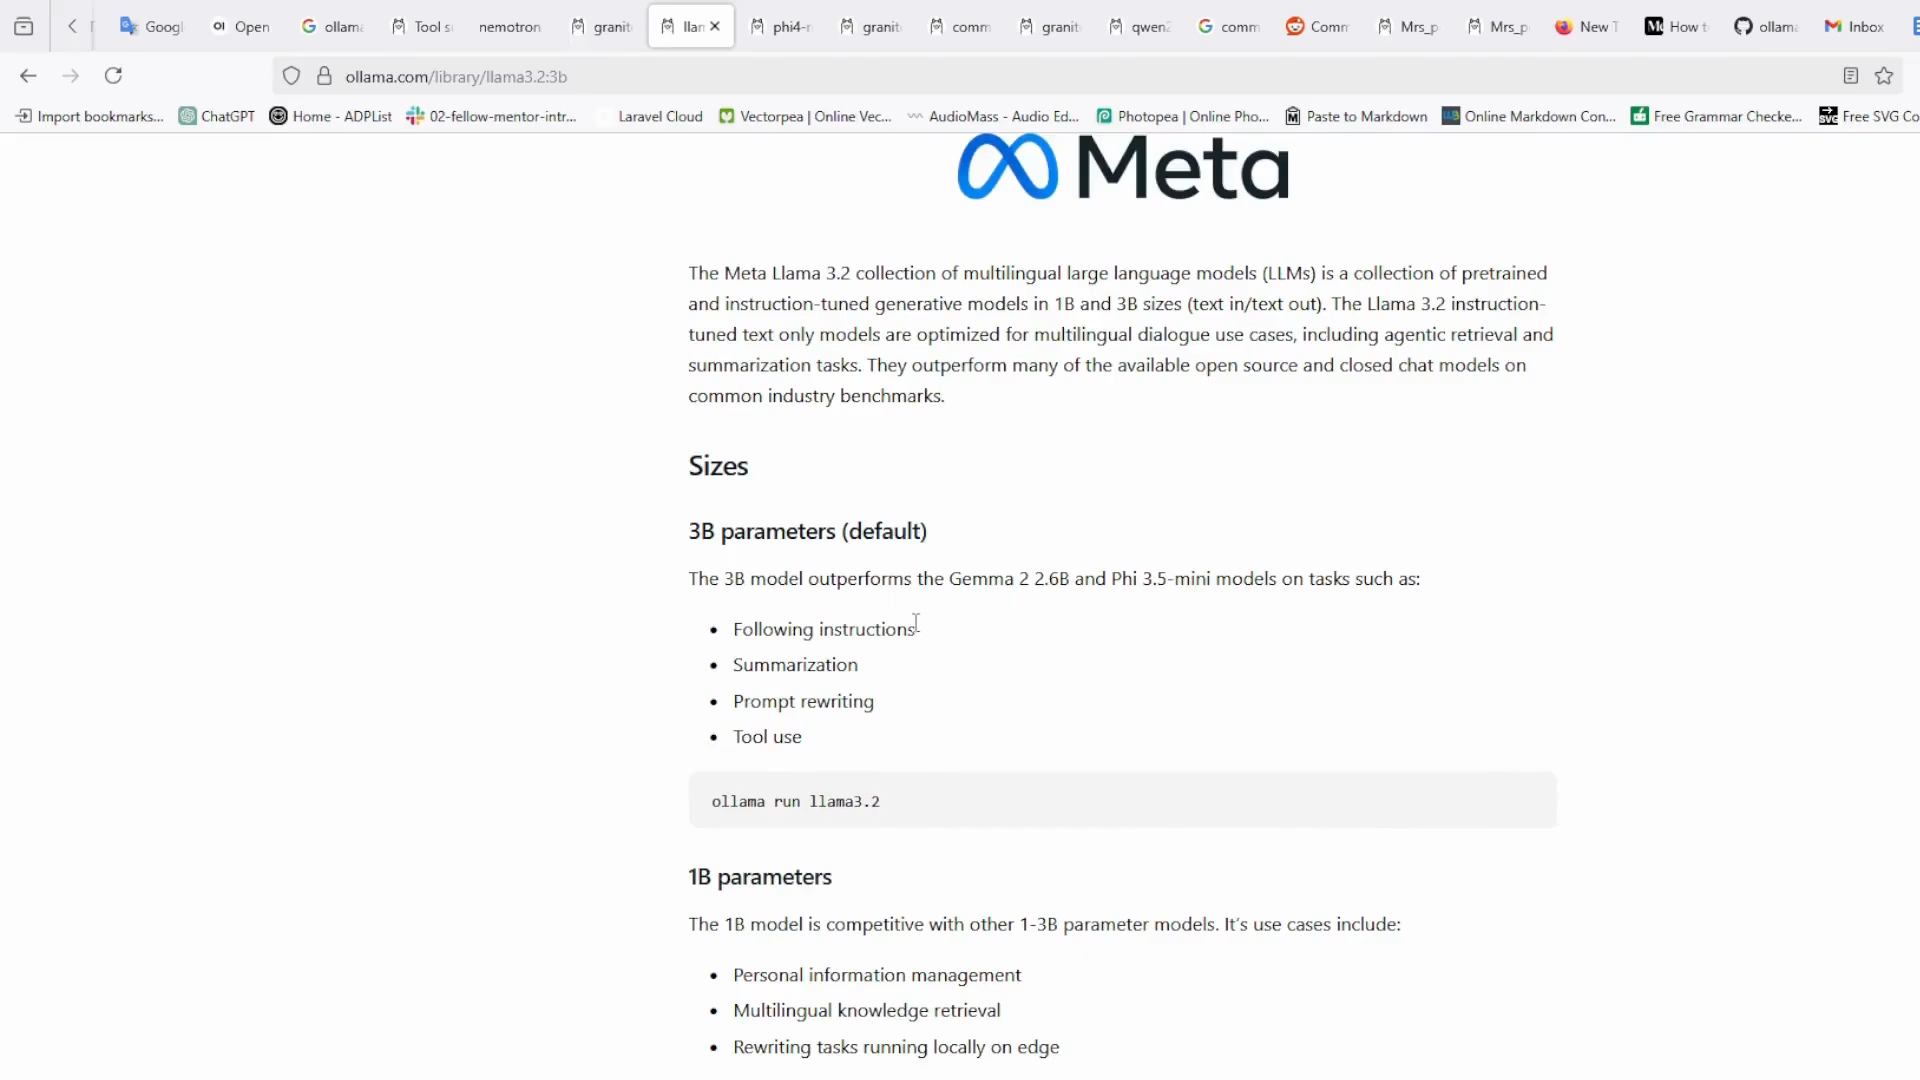 Googl
Open
ollama
Tool s
nemotron
granit
llar
phi4-r
granit
comm
granit
qwen2
comm
Comm
Mrs_p
Mrs_p
New T
How t
ollama
Inbox
ollama.com/library/llama3.2:3b
Import bookmarks...
ChatGPT
Home - ADPList
02-fellow-mentor-intr...
Laravel Cloud
Vectorpea | Online Vec...
AudioMass - Audio Ed...
Photopea | Online Pho...
Paste to Markdown
Online Markdown Con...
Free Grammar Checke...
Free SVG Co
Meta
The Meta Llama 3.2 collection of multilingual large language models (LLMs) is a collection of pretrained
and instruction-tuned generative models in 1B and 3B sizes (text in/text out). The Llama 3.2 instruction-
tuned text only models are optimized for multilingual dialogue use cases, including agentic retrieval and
summarization tasks. They outperform many of the available open source and closed chat models on
common industry benchmarks.
Sizes
3B parameters (default)
The 3B model outperforms the Gemma 2 2.6B and Phi 3.5-mini models on tasks such as:
• Following instructions
• Summarization
• Prompt rewriting
• Tool use
ollama run llama3.2
1B parameters
The 1B model is competitive with other 1-3B parameter models. It's use cases include:
• Personal information management
• Multilingual knowledge retrieval
• Rewriting tasks running locally on edge